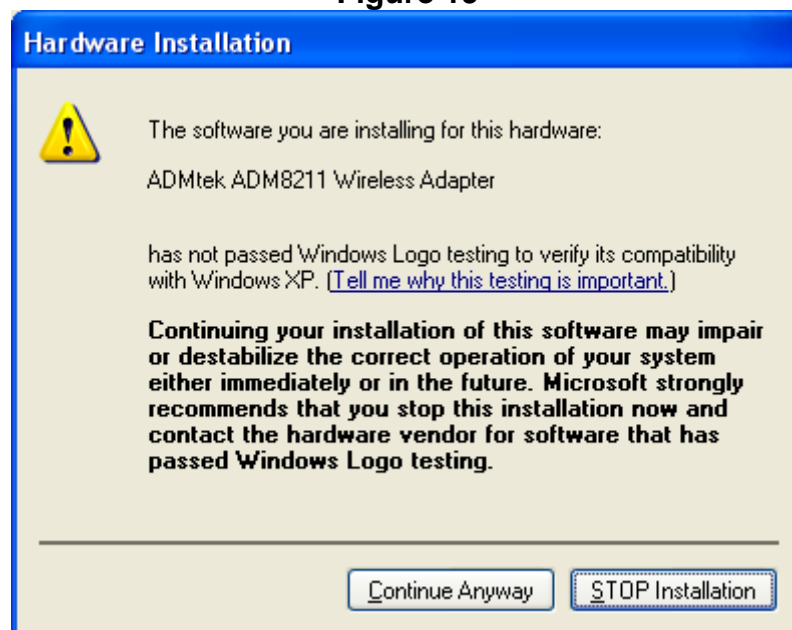 Hardware Installation
The software you are installing for this hardware:
ADMtek ADM8211 Wireless Adapter
has not passed Windows Logo testing to verify its compatibility
with Windows XP. (Tell me why this testing is important.)
Continuing your installation of this software may impair
or destabilize the correct operation of your system
either immediately or in the future. Microsoft strongly
recommends that you stop this installation now and
contact the hardware vendor for software that has
passed Windows Logo testing.
Continue Anyway STOP Installation